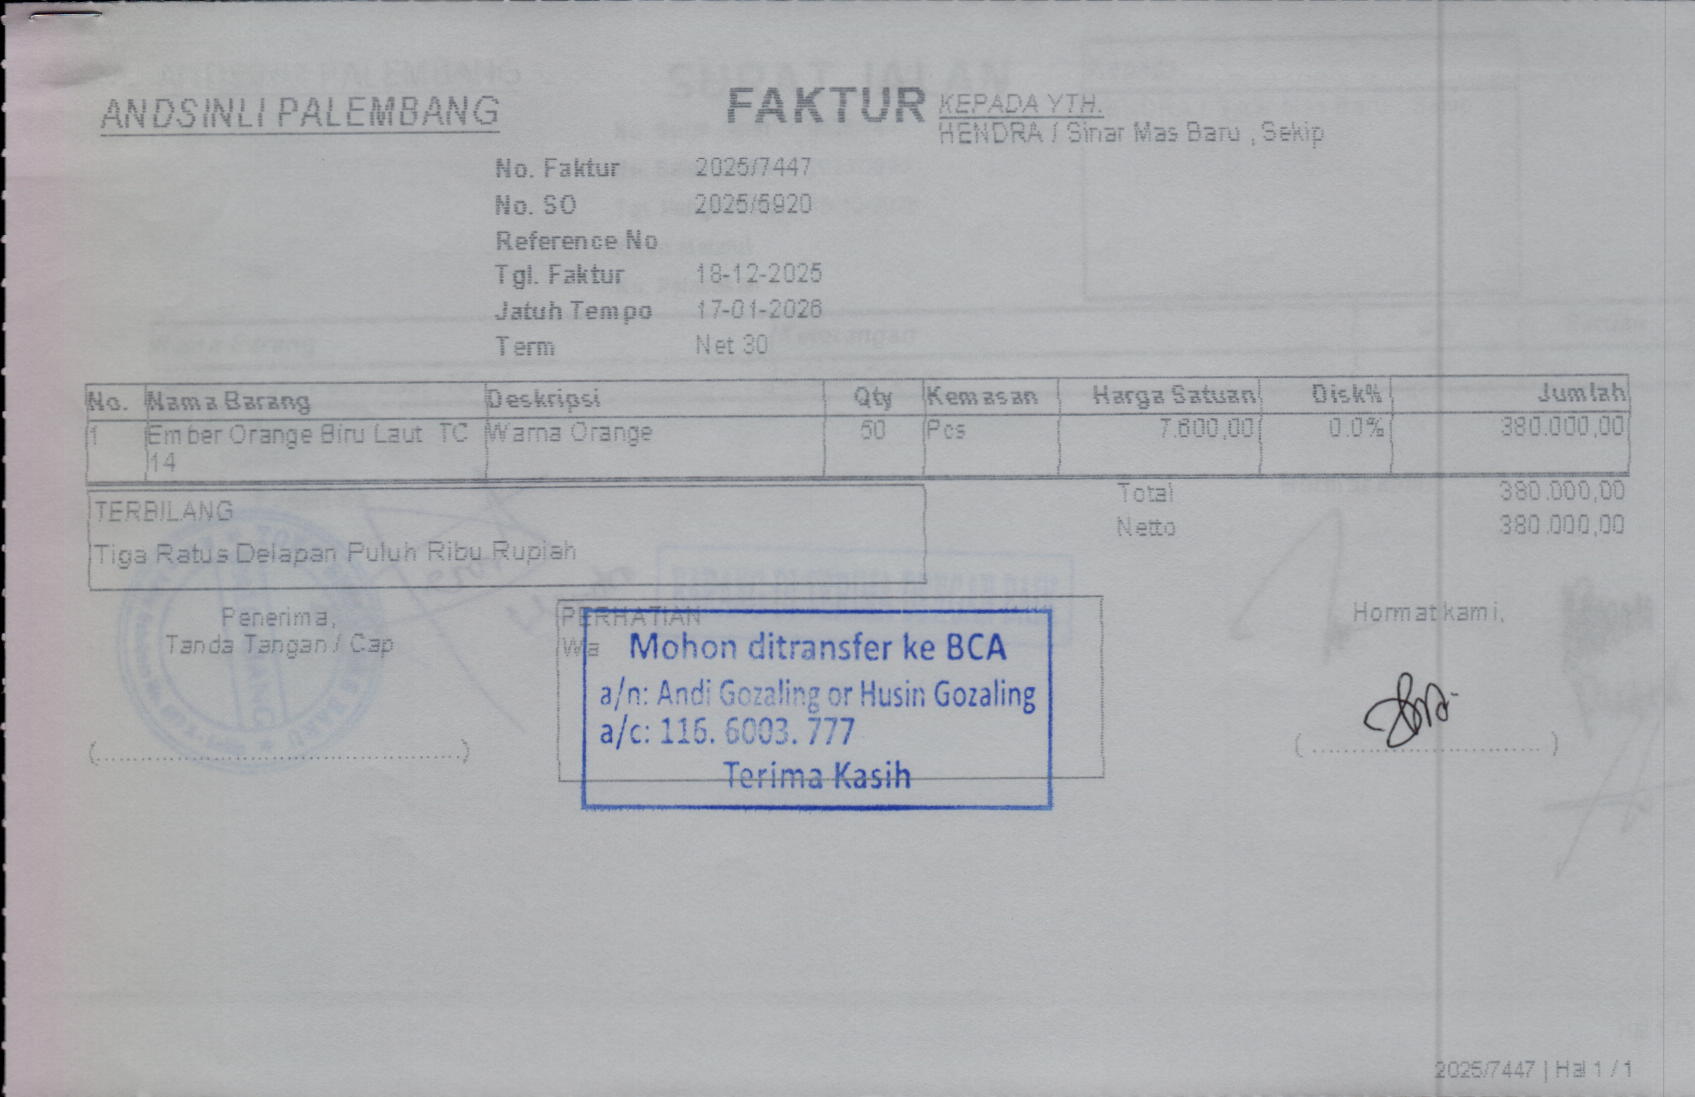 ANDSINLI PALEMBANG
FAKTUR
KEPADA YTH.
HENDRA / Sinar Mas Baru , Sekip
No. Faktur 2025/7447
No. SO 2025/5920
Reference No
Tgl. Faktur 18-12-2025
Jatuh Tempo 17-01-2026
Term Net 30
No. Nama Barang Deskripsi Qty Kemasan Harga Satuan Disk% Jumlah
1 Ember Orange Biru Laut TC Warna Orange 50 Pcs 7.600,00 0.0% 380.000,00
14
Total 380.000,00
Netto 380.000,00
TERBILANG
Tiga Ratus Delapan Puluh Ribu Rupiah
Penerima,
Tanda Tangan / Cap
(....................................................)
PERHATIAN
Wa
Mohon ditransfer ke BCA
a/n: Andi Gozaling or Husin Gozaling
a/c: 116. 6003. 777
Terima Kasih
Hormat kami,
( ................................ )
2025/7447 | Hal 1 / 1